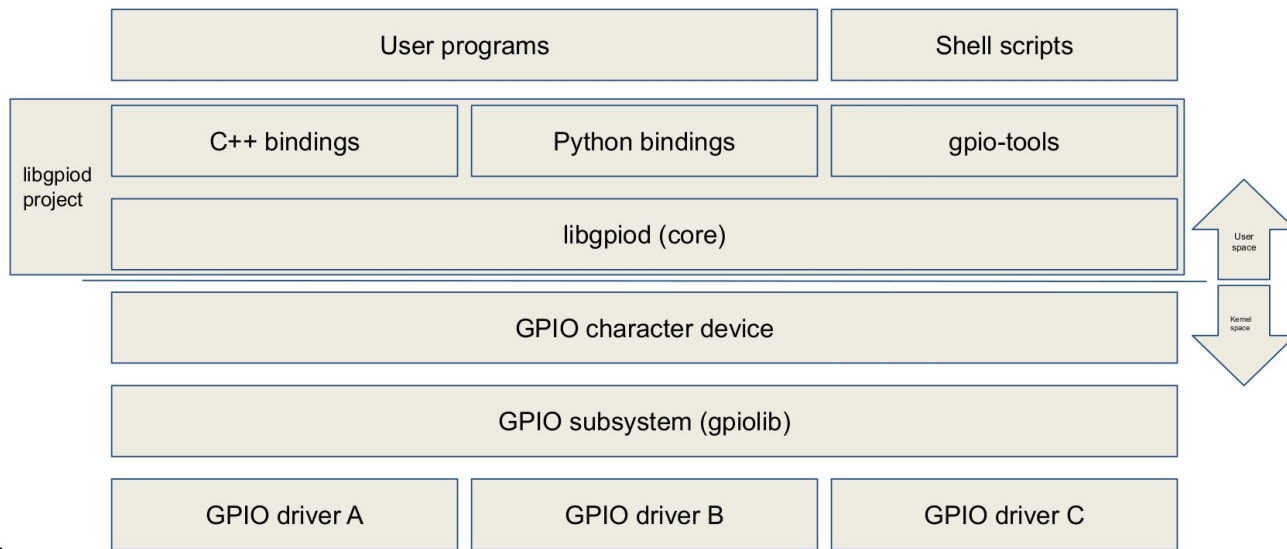 User programs
Shell scripts
libgpiod
project
C++ bindings
Python bindings
gpio-tools
libgpiod (core)
User
space
GPIO character device
Kernel
space
GPIO subsystem (gpiolib)
GPIO driver A
GPIO driver B
GPIO driver C